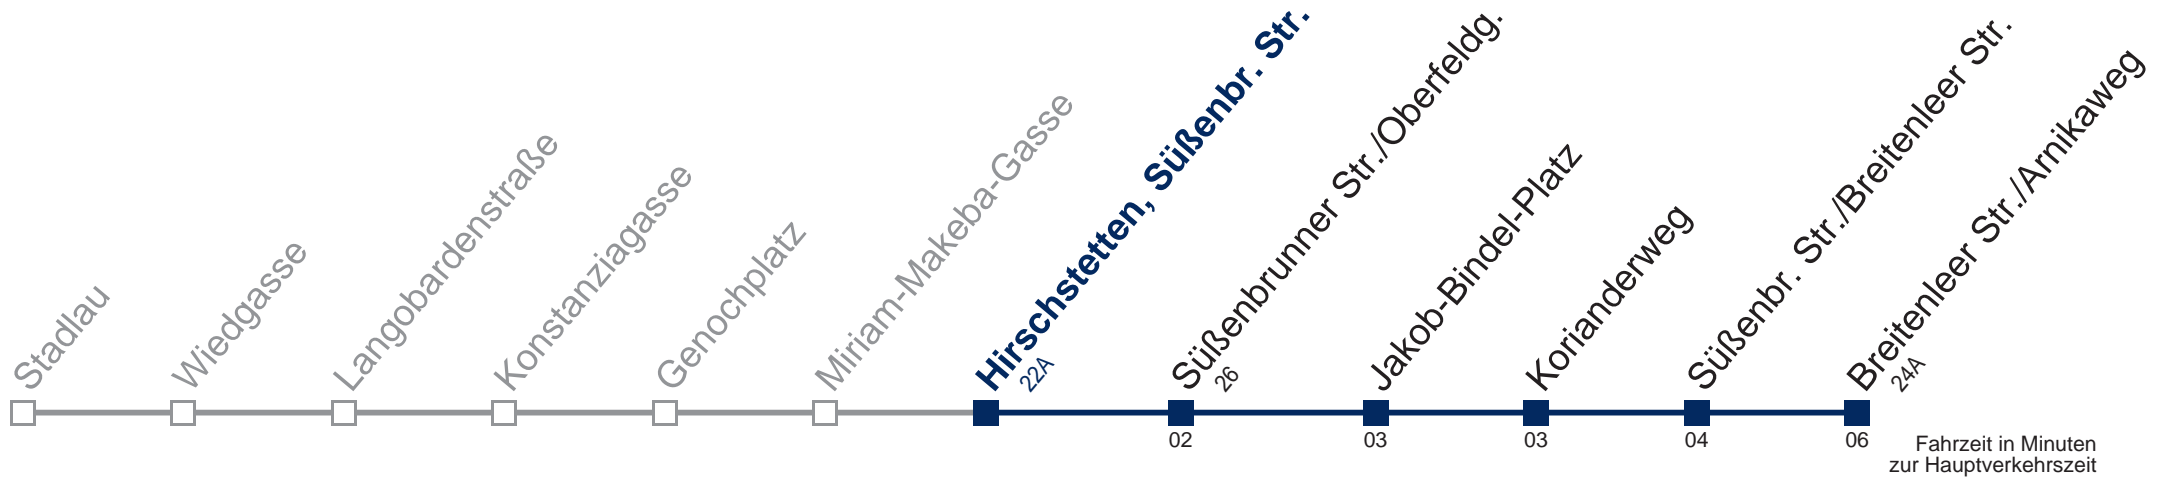 Stadlau
Wiedgasse
Langobardenstraße
Konstanziagasse
Genochplatz
Miriam-Makeba-Gasse
Hirschstetten, Süßenbr. Str.
22A
Süßenbrunner Str./Oberfeldg.
26
Jakob-Bindel-Platz
Korianderweg
Süßenbr. Str./Breitenleer Str.
Breitenleer Str./Arnikaweg
24A
02
03
03
04
06
Fahrzeit in Minuten
zur Hauptverkehrszeit